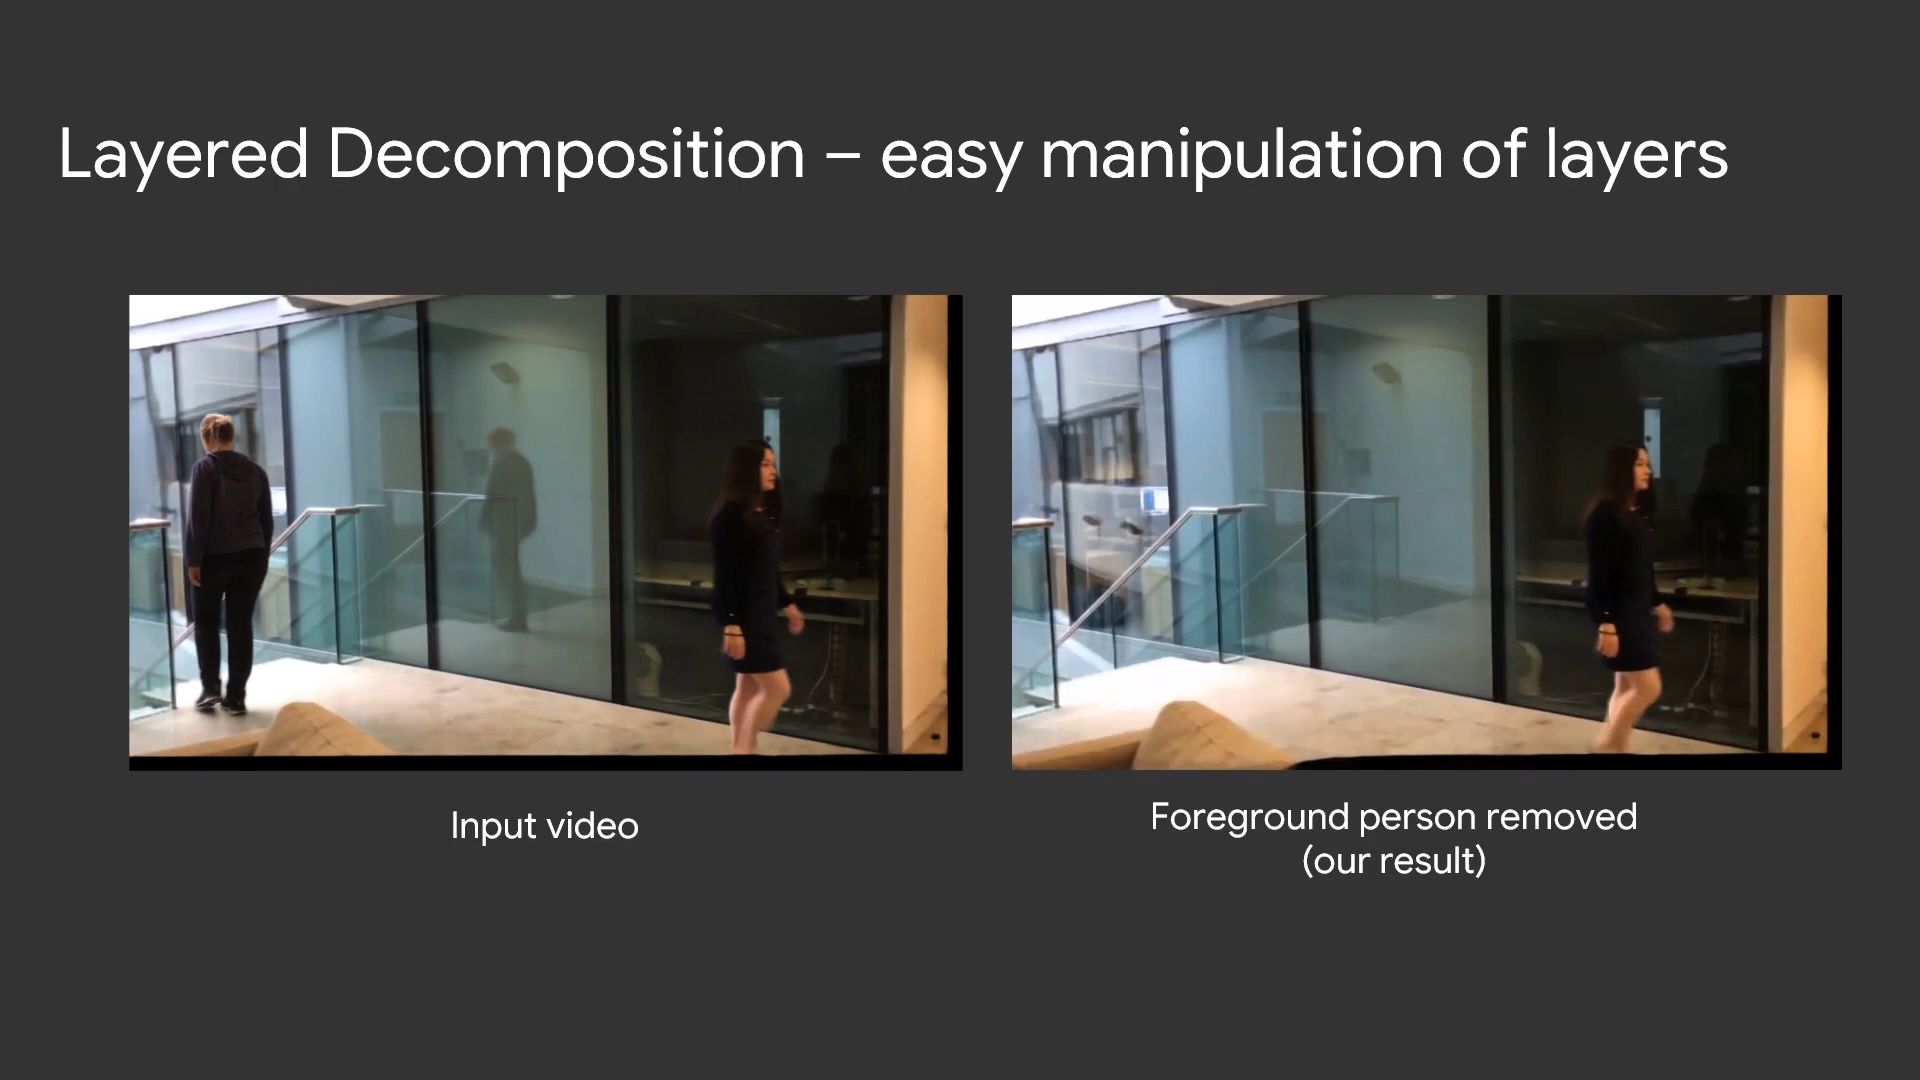 Layered Decomposition – easy manipulation of layers
Input video
Foreground person removed
(our result)